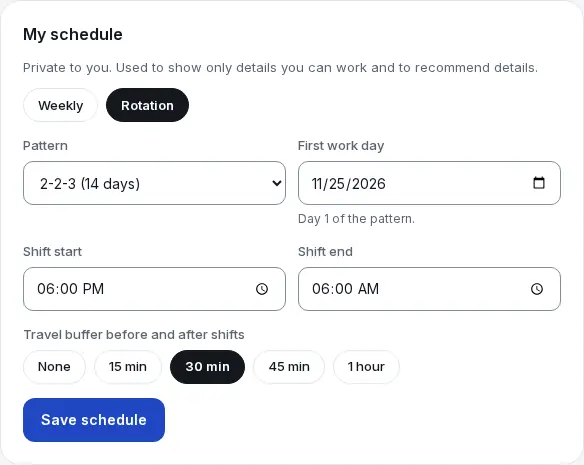 My schedule
Private to you. Used to show only details you can work and to recommend details.
Weekly Rotation
Pattern First work day
2-2-3 (14 days) 11/25/2026
Day 1 of the pattern.
Shift start Shift end
06:00 PM 06:00 AM
Travel buffer before and after shifts
None 15 min 30 min 45 min 1 hour
Save schedule